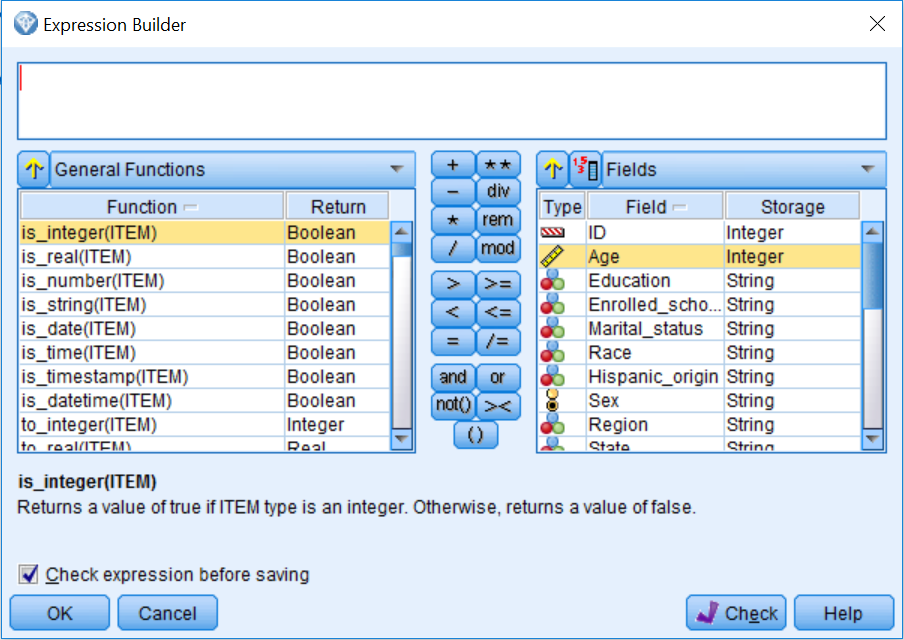 Expression Builder
General Functions
Function Return
is_integer(ITEM) Boolean
is_real(ITEM) Boolean
is_number(ITEM) Boolean
is_string(ITEM) Boolean
is_date(ITEM) Boolean
is_time(ITEM) Boolean
is_timestamp(ITEM) Boolean
is_datetime(ITEM) Boolean
to_integer(ITEM) Integer
to_real(ITEM) Real
+ **
− div
* rem
/ mod
> >=
< <=
= /=
and or
not() ><
()
Fields
Type Field Storage
ID Integer
Age Integer
Education String
Enrolled_scho... String
Marital_status String
Race String
Hispanic_origin String
Sex String
Region String
State String
is_integer(ITEM)
Returns a value of true if ITEM type is an integer. Otherwise, returns a value of false.
Check expression before saving
OK Cancel Check Help